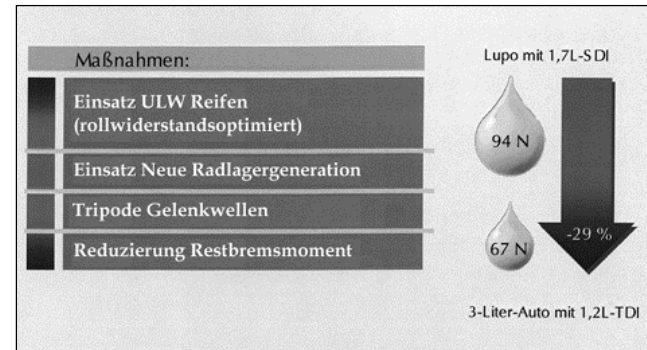 Maßnahmen:
Einsatz ULW Reifen
(rollwiderstandsoptimiert)
Einsatz Neue Radlagergeneration
Tripode Gelenkwellen
Reduzierung Restbremsmoment
Lupo mit 1,7L-SDI
94 N
67 N
-29 %
3-Liter-Auto mit 1,2L-TDI